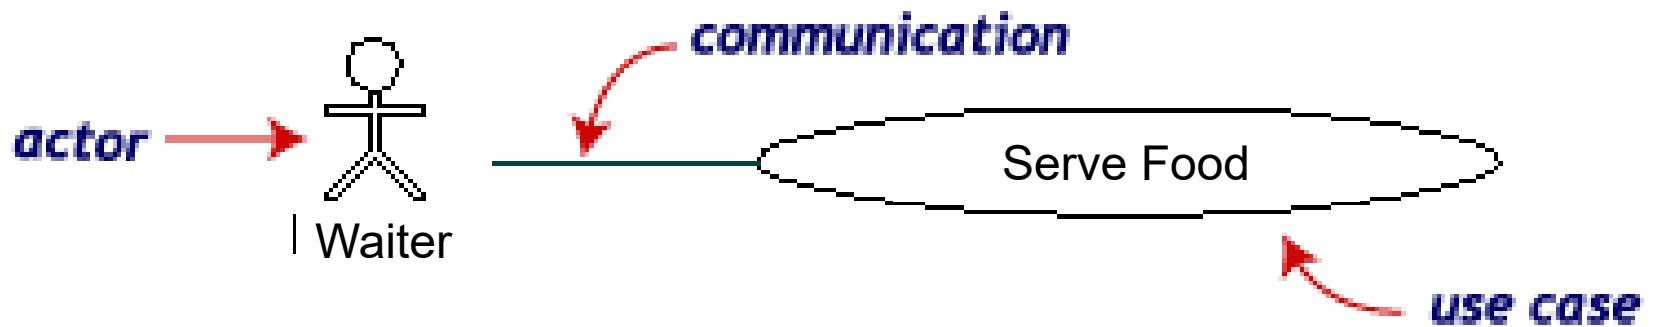 communication
actor
Serve Food
Waiter
use case